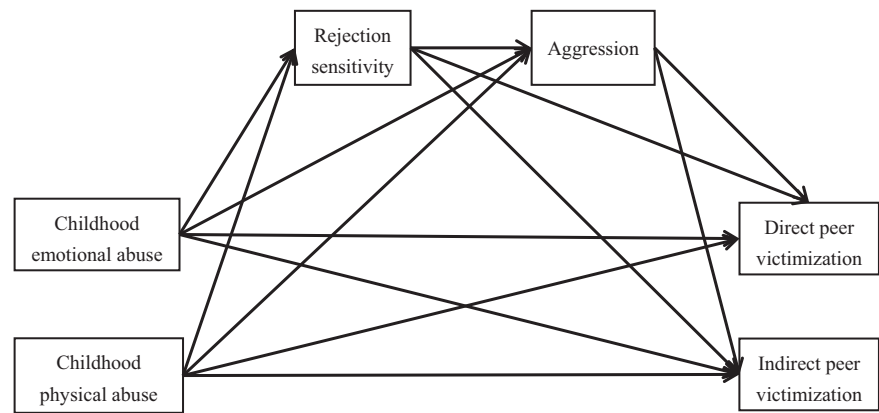 Rejection
sensitivity
Aggression
Childhood
emotional abuse
Direct peer
victimization
Childhood
physical abuse
Indirect peer
victimization